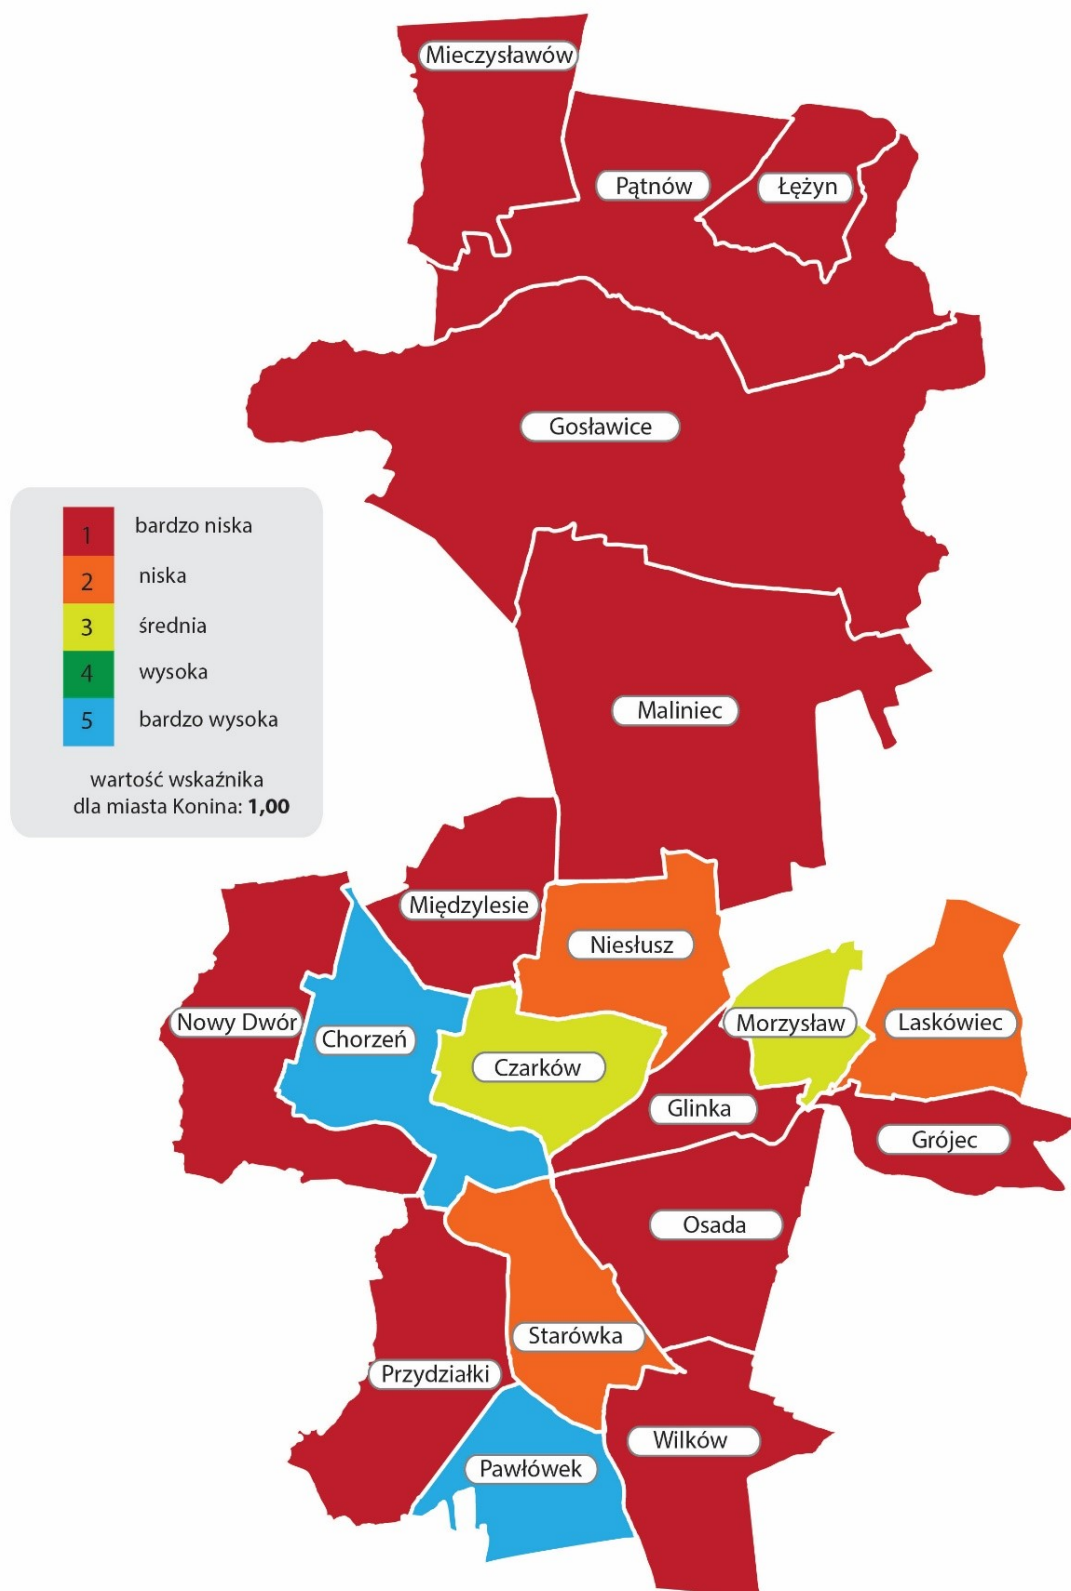 Mieczysławów
Pątnów
Łężyn
Gosławice
1 bardzo niska
2 niska
3 średnia
4 wysoka
5 bardzo wysoka
wartość wskaźnika
dla miasta Konina: 1,00
Maliniec
Międzylesie
Niesłusz
Nowy Dwór
Chorzeń
Czarków
Morzysław
Laskówiec
Glinka
Grójec
Osada
Starówka
Przydziałki
Wilków
Pawłówek